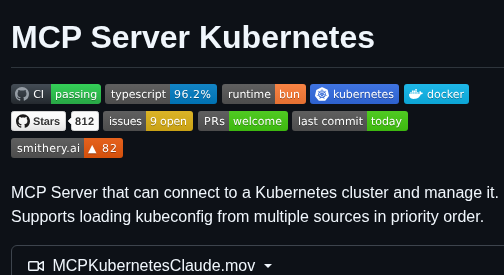 MCP Server Kubernetes
CI passing typescript 96.2% runtime bun kubernetes docker
Stars 812 issues 9 open PRs welcome last commit today
smithery.ai ▲ 82
MCP Server that can connect to a Kubernetes cluster and manage it.
Supports loading kubeconfig from multiple sources in priority order.
MCPKubernetesClaude.mov